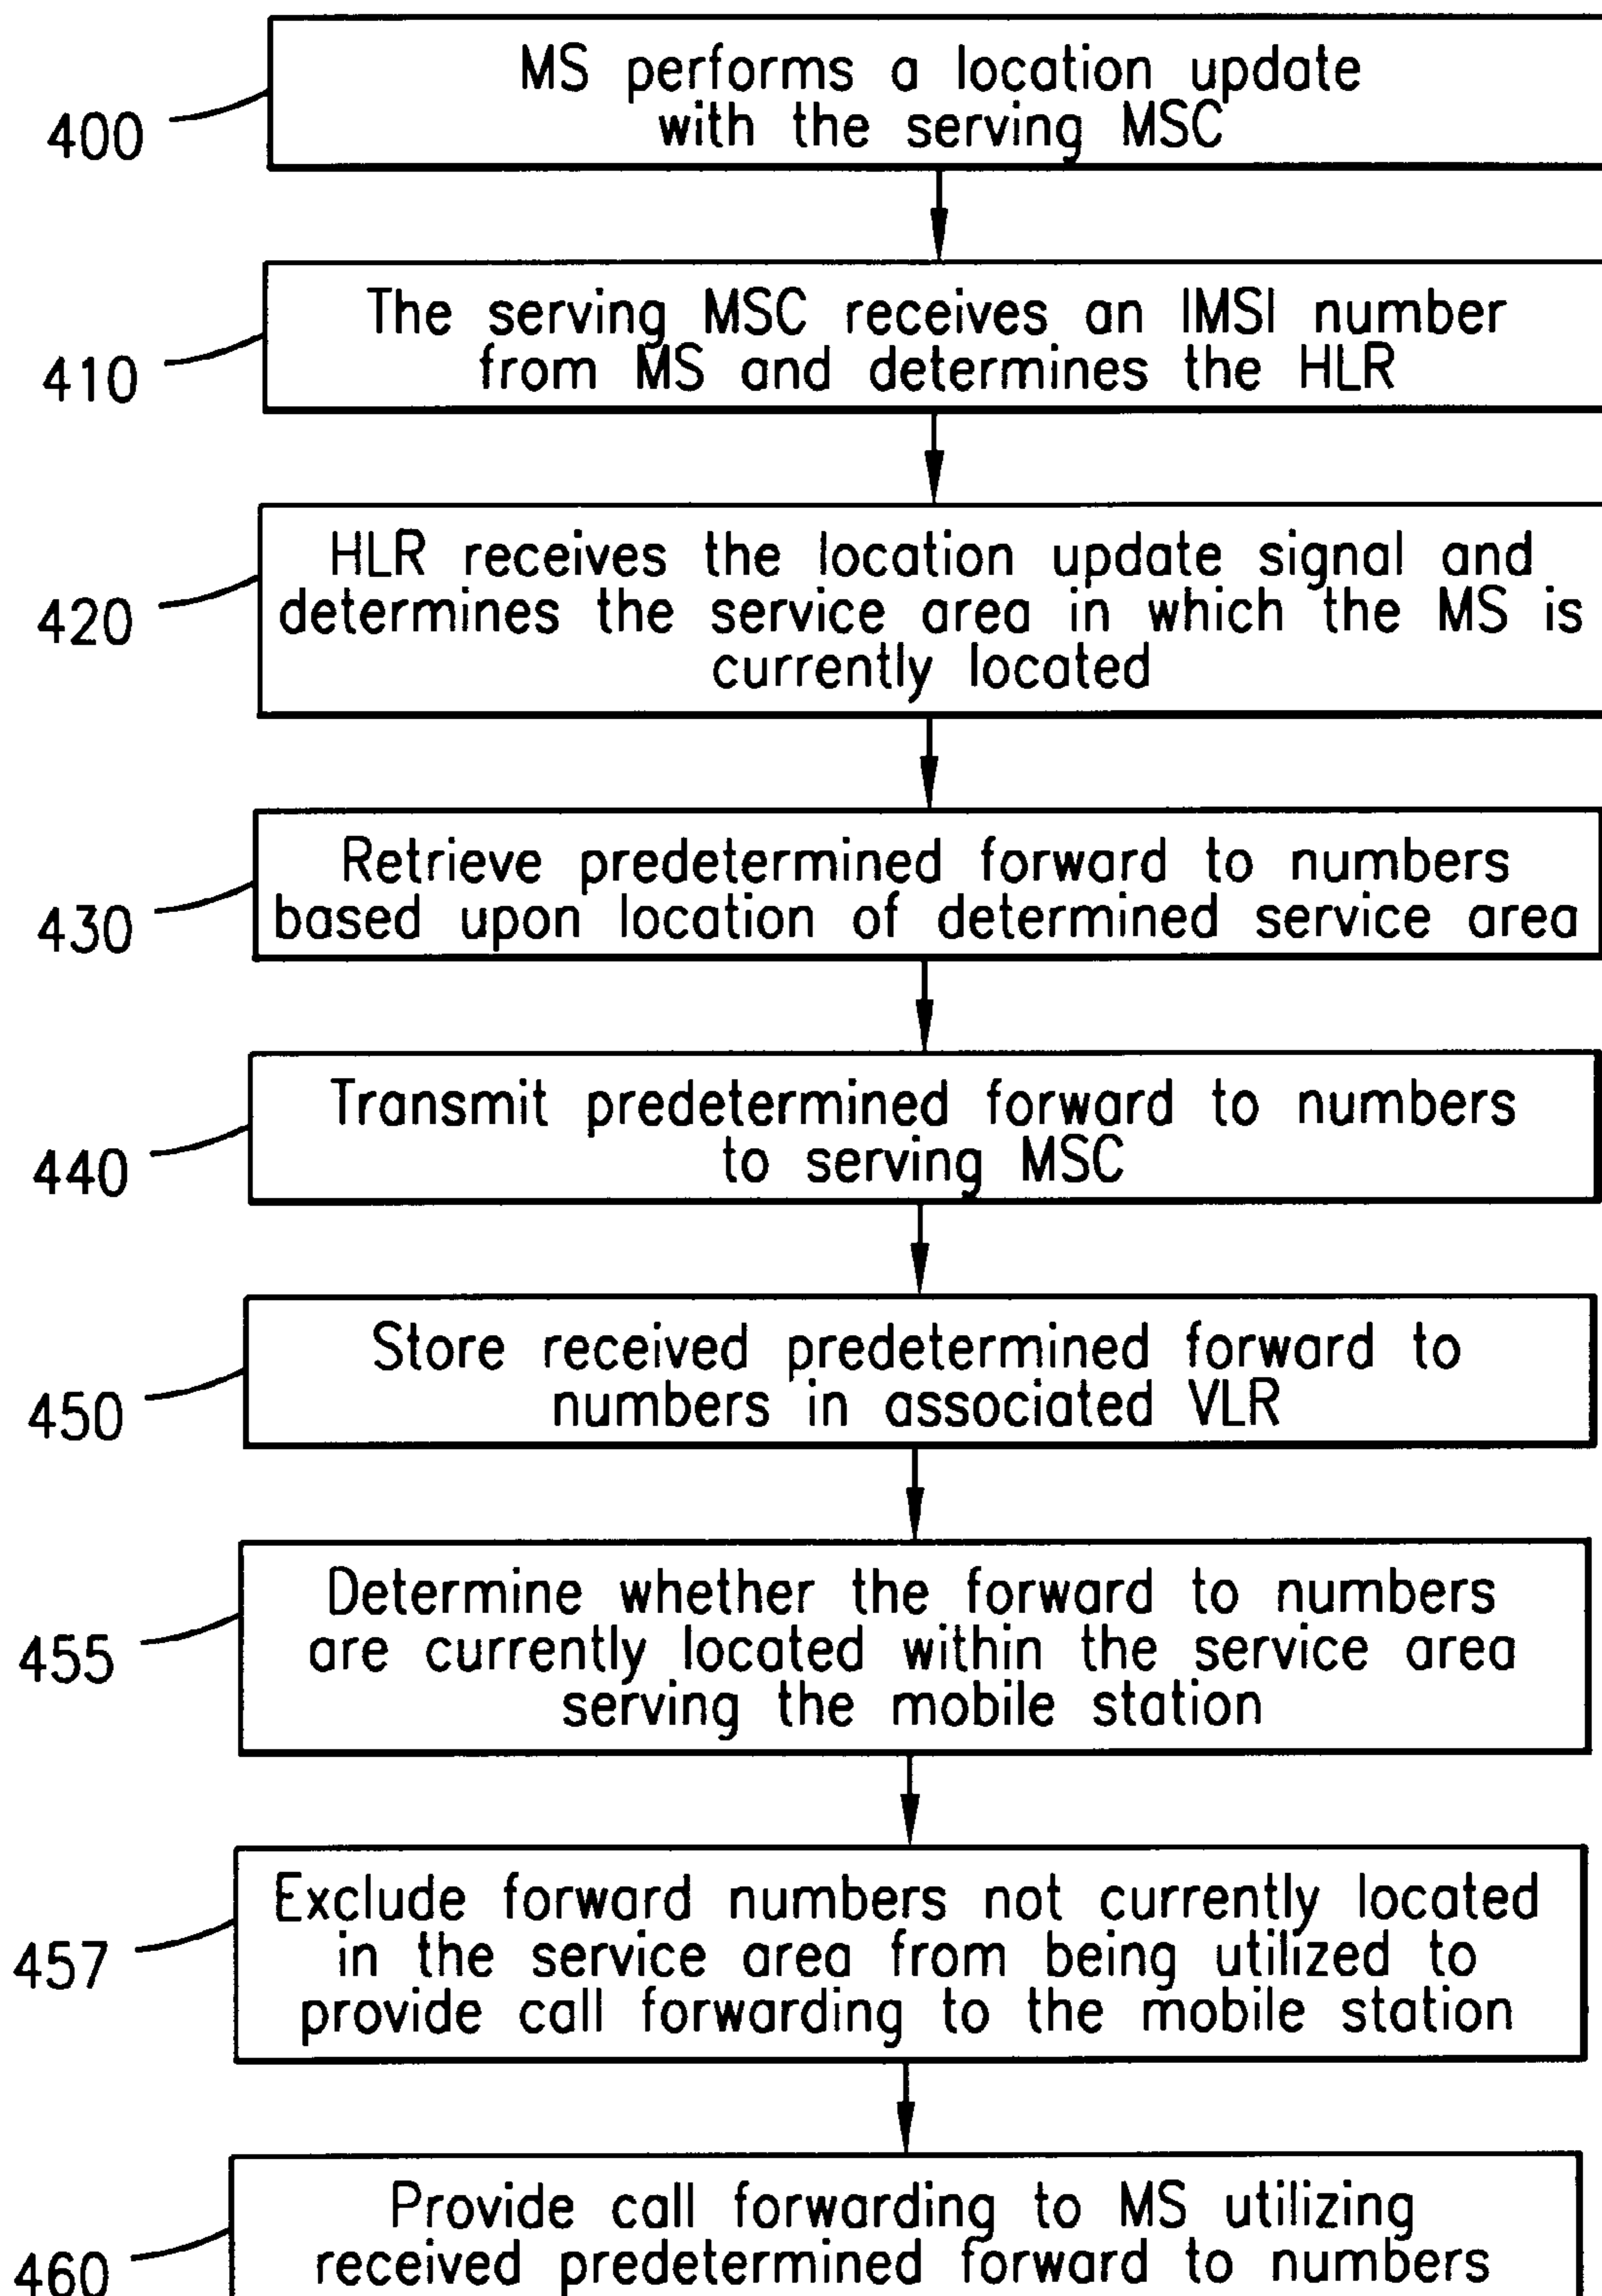 MS performs a location update
with the serving MSC
400
The serving MSC receives an IMSI number
from MS and determines the HLR
410
HLR receives the location update signal and
determines the service area in which the MS is
currently located
420
Retrieve predetermined forward to numbers
based upon location of determined service area
430
Transmit predetermined forward to numbers
to serving MSC
440
Store received predetermined forward to
numbers in associated VLR
450
Determine whether the forward to numbers
are currently located within the service area
serving the mobile station
455
Exclude forward numbers not currently located
in the service area from being utilized to
provide call forwarding to the mobile station
457
Provide call forwarding to MS utilizing
received predetermined forward to numbers
460